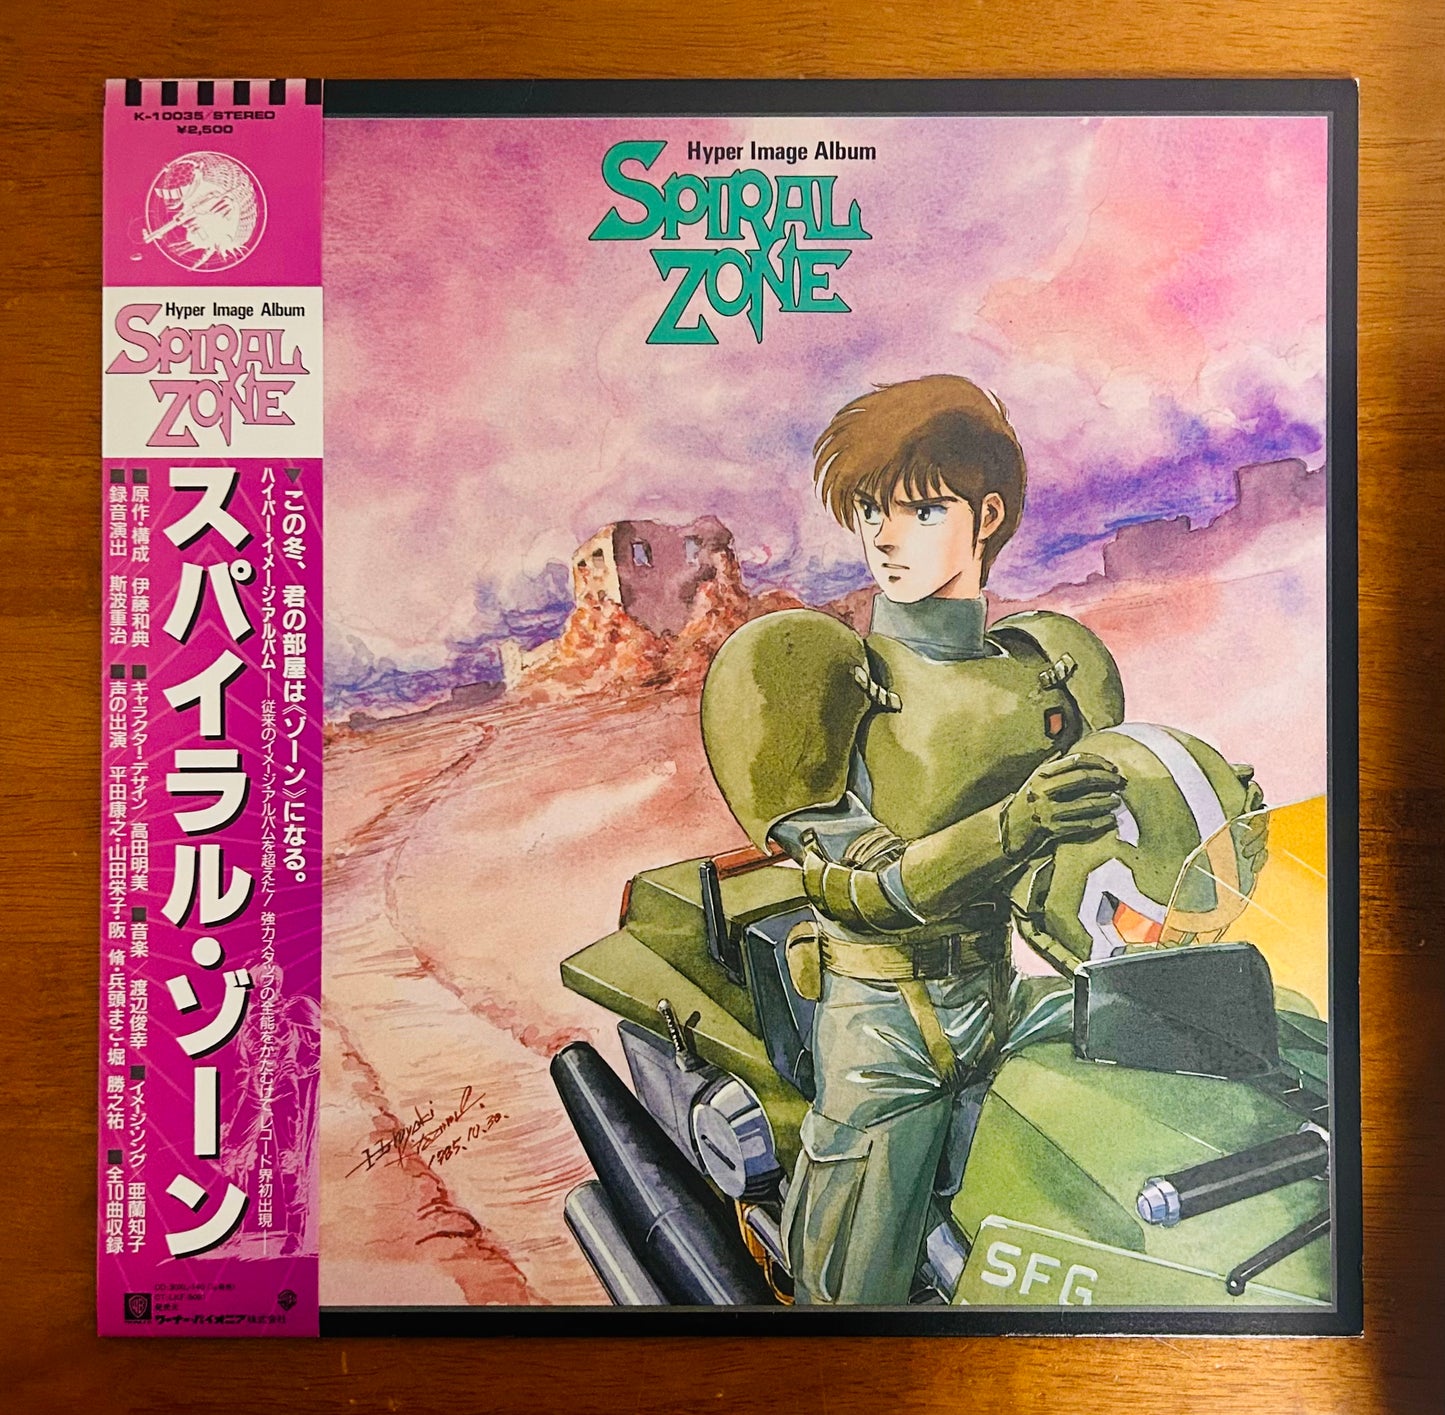 K-10035/STEREO
¥2,500
Hyper Image Album
SPIRAL
ZONE
▼この冬、君の部屋は《ゾーン》になる。
ハイパー・イメージ・アルバム──従来のイメージ・アルバムを超えた! 強力スタッフの全能をかたむけてレコード界初出現──
スパイラル・ゾーン
■原作・構成/伊藤和典 ■キャラクター・デザイン/高田明美 ■音楽/渡辺俊幸 ■イメージソング/亜蘭知子
■録音演出/斯波重治 ■声の出演/平田康之・山田栄子・阪 脩・兵頭まこ・堀 勝之祐 ■全10曲収録
発売元
ワーナー・パイオニア株式会社
Hyper Image Album
SPIRAL
ZONE
1985.10.30.
SFG